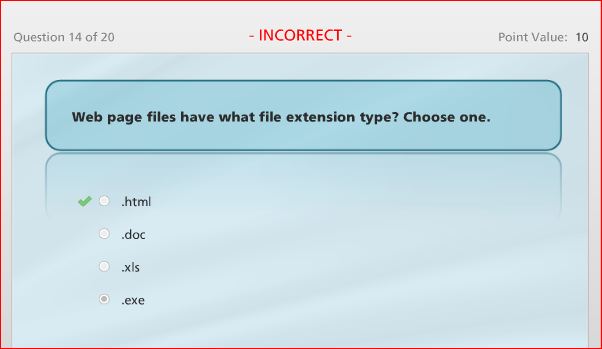 Question 14 of 20
- INCORRECT -
Point Value: 10
Web page files have what file extension type? Choose one.
.html
.doc
.xls
.exe